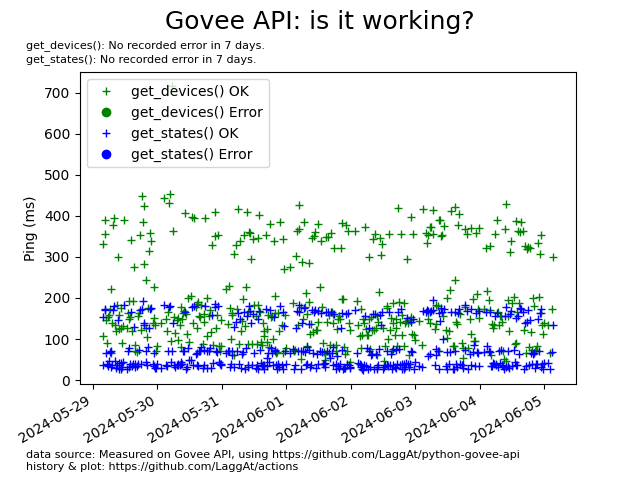 Govee API: is it working?
get_devices(): No recorded error in 7 days.
get_states(): No recorded error in 7 days.
get_devices() OK
get_devices() Error
get_states() OK
get_states() Error
Ping (ms)
700
600
500
400
300
200
100
0
2024-05-29
2024-05-30
2024-05-31
2024-06-01
2024-06-02
2024-06-03
2024-06-04
2024-06-05
data source: Measured on Govee API, using https://github.com/LaggAt/python-govee-api
history & plot: https://github.com/LaggAt/actions